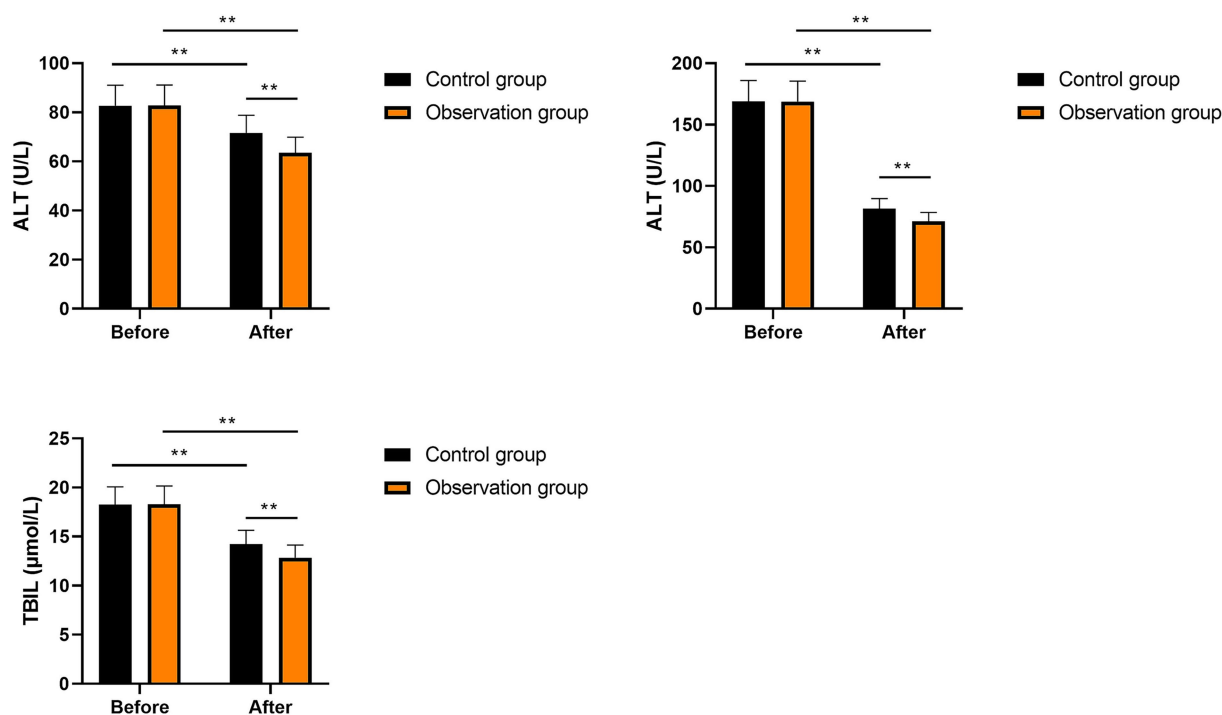 **
**
100
80
60
40
20
0
ALT (U/L)
**
Before
After
Control group
Observation group
**
**
200
150
100
50
0
ALT (U/L)
**
Before
After
Control group
Observation group
**
**
25
20
15
10
5
0
TBIL (μmol/L)
**
Before
After
Control group
Observation group